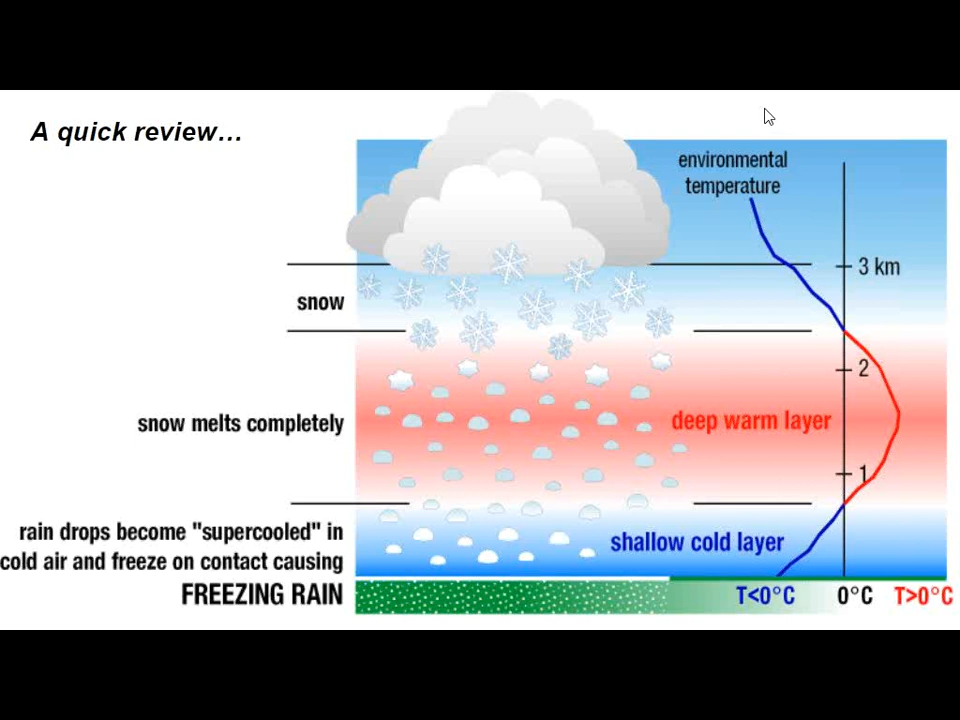 A quick review…
environmental
temperature
3 km
snow
2
snow melts completely
deep warm layer
1
rain drops become "supercooled" in
cold air and freeze on contact causing
FREEZING RAIN
shallow cold layer
T<0°C
0°C
T>0°C